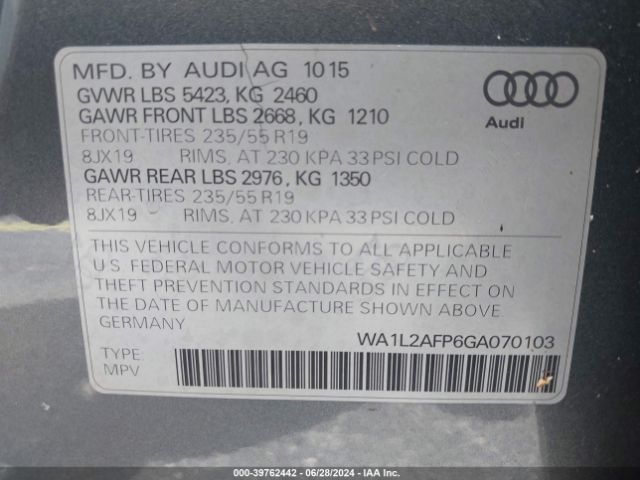 MFD. BY AUDI AG 10 15
GVWR LBS 5423, KG 2460
GAWR FRONT LBS 2668, KG 1210
FRONT-TIRES 235/55 R19
8JX19 RIMS, AT 230 KPA 33 PSI COLD
GAWR REAR LBS 2976, KG 1350
REAR-TIRES 235/55 R19
8JX19 RIMS, AT 230 KPA 33 PSI COLD
Audi
THIS VEHICLE CONFORMS TO ALL APPLICABLE
U.S. FEDERAL MOTOR VEHICLE SAFETY AND
THEFT PREVENTION STANDARDS IN EFFECT ON
THE DATE OF MANUFACTURE SHOWN ABOVE
GERMANY
WA1L2AFP6GA070103
TYPE:
MPV
000-39762442 / 06/28/2024 / IAA Inc.